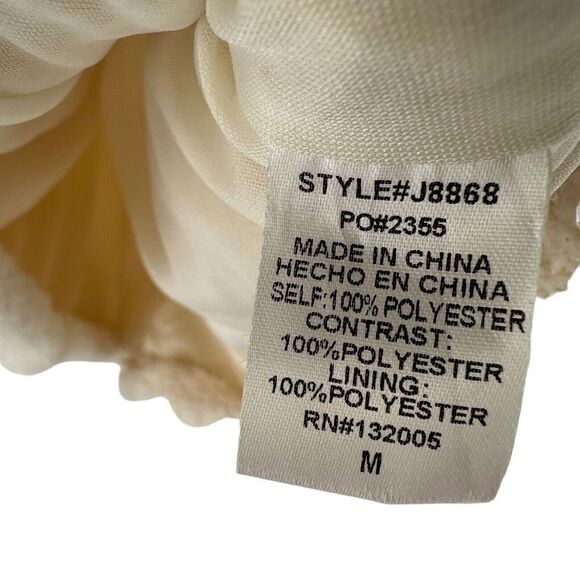 STYLE#J8868
PO#2355
MADE IN CHINA
HECHO EN CHINA
SELF:100% POLYESTER
CONTRAST:
100%POLYESTER
LINING:
100%POLYESTER
RN#132005
M